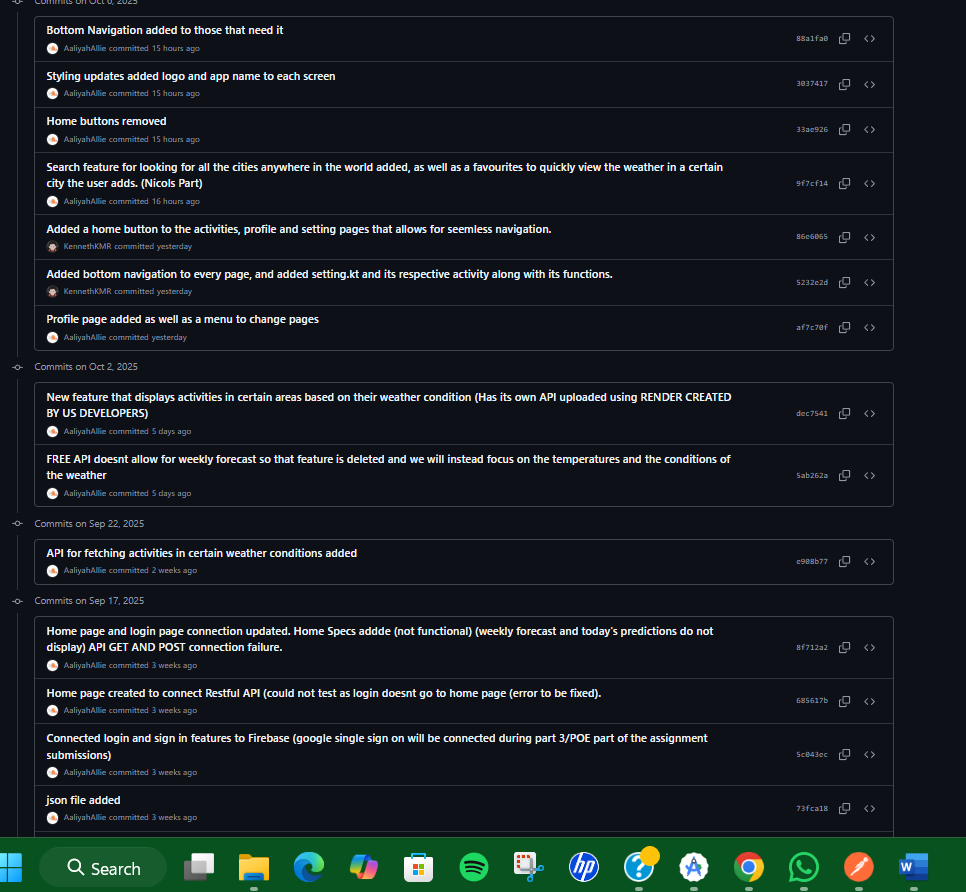 Commits on Oct 6, 2025
Bottom Navigation added to those that need it
AaliyahAllie committed 15 hours ago
88a1fa0
Styling updates added logo and app name to each screen
AaliyahAllie committed 15 hours ago
3037417
Home buttons removed
AaliyahAllie committed 15 hours ago
33ae926
Search feature for looking for all the cities anywhere in the world added, as well as a favourites to quickly view the weather in a certain
city the user adds. (Nicols Part)
AaliyahAllie committed 16 hours ago
9f7cf14
Added a home button to the activities, profile and setting pages that allows for seemless navigation.
KennethKMR committed yesterday
86e6065
Added bottom navigation to every page, and added setting.kt and its respective activity along with its functions.
KennethKMR committed yesterday
5232e2d
Profile page added as well as a menu to change pages
AaliyahAllie committed yesterday
af7c70f
Commits on Oct 2, 2025
New feature that displays activities in certain areas based on their weather condition (Has its own API uploaded using RENDER CREATED
BY US DEVELOPERS)
AaliyahAllie committed 5 days ago
dec7541
FREE API doesnt allow for weekly forecast so that feature is deleted and we will instead focus on the temperatures and the conditions of
the weather
AaliyahAllie committed 5 days ago
5ab262a
Commits on Sep 22, 2025
API for fetching activities in certain weather conditions added
AaliyahAllie committed 2 weeks ago
e908b77
Commits on Sep 17, 2025
Home page and login page connection updated. Home Specs addde (not functional) (weekly forecast and today's predictions do not
display) API GET AND POST connection failure.
AaliyahAllie committed 3 weeks ago
8f712a2
Home page created to connect Restful API (could not test as login doesnt go to home page (error to be fixed).
AaliyahAllie committed 3 weeks ago
685617b
Connected login and sign in features to Firebase (google single sign on will be connected during part 3/POE part of the assignment
submissions)
AaliyahAllie committed 3 weeks ago
5c043ec
json file added
AaliyahAllie committed 3 weeks ago
73fca18
Search
hp
?
W